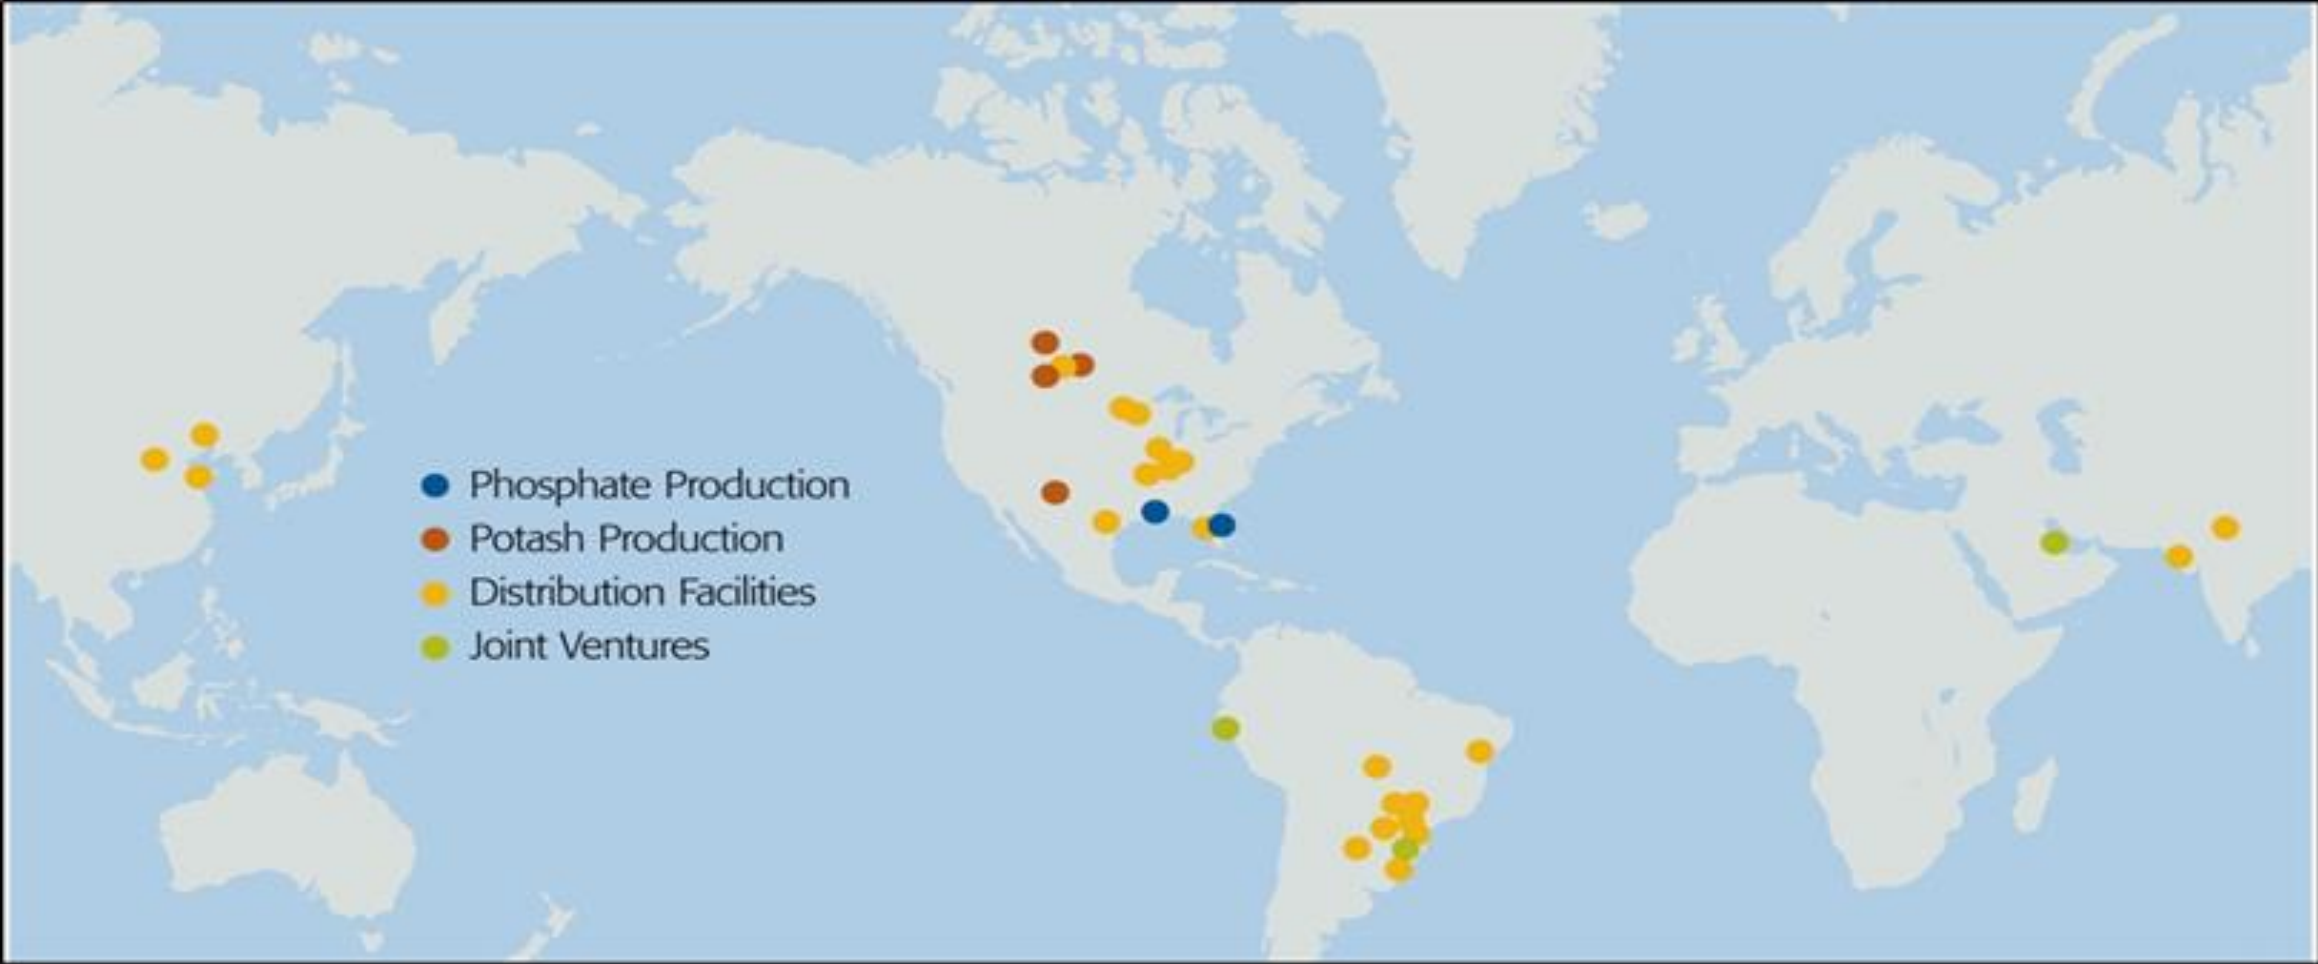 Phosphate Production
Potash Production
Distribution Facilities
Joint Ventures